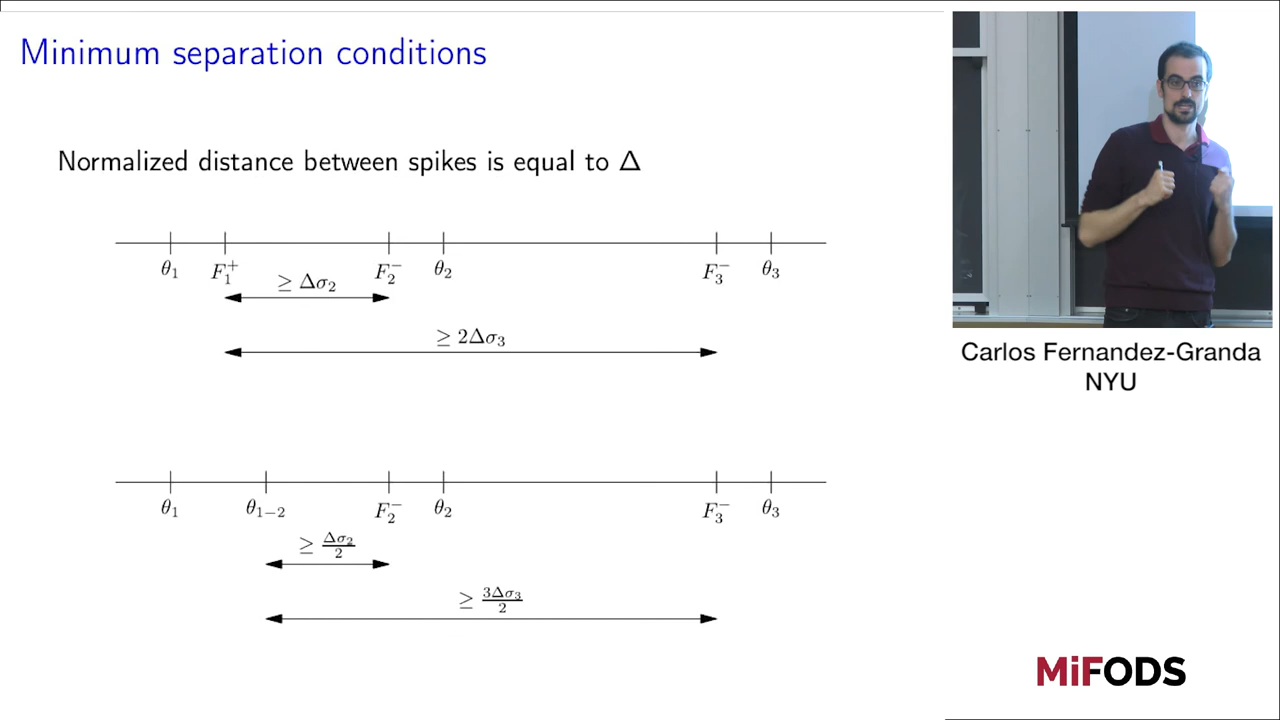 Minimum separation conditions
Normalized distance between spikes is equal to Δ
θ₁ F₁⁺ F₂⁻ θ₂ F₃⁻ θ₃
≥ Δσ₂
≥ 2Δσ₃
θ₁ θ₁₋₂ F₂⁻ θ₂ F₃⁻ θ₃
≥ Δσ₂/2
≥ 3Δσ₃/2
Carlos Fernandez-Granda
NYU
MiFODS